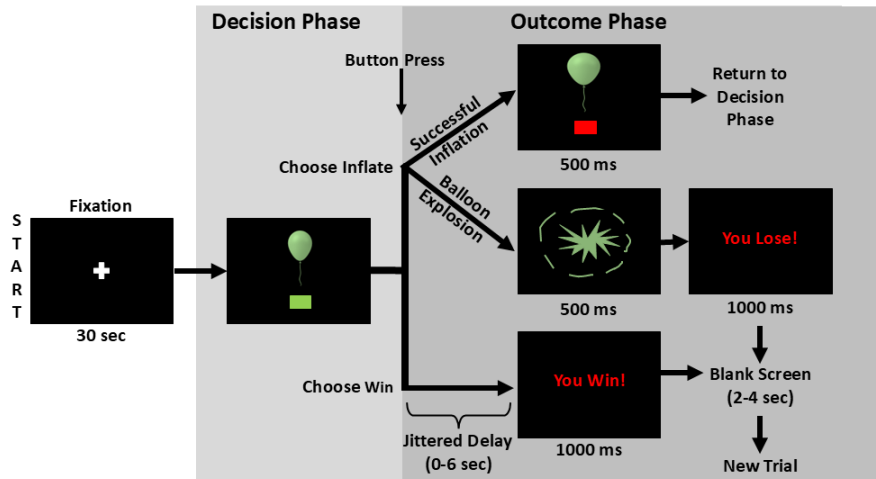 Decision Phase
Outcome Phase
Button Press
Successful
Inflation
500 ms
Return to
Decision
Phase
Choose Inflate
Balloon
Explosion
500 ms
You Lose!
1000 ms
START
Fixation
30 sec
Choose Win
You Win!
1000 ms
Jittered Delay
(0-6 sec)
Blank Screen
(2-4 sec)
New Trial